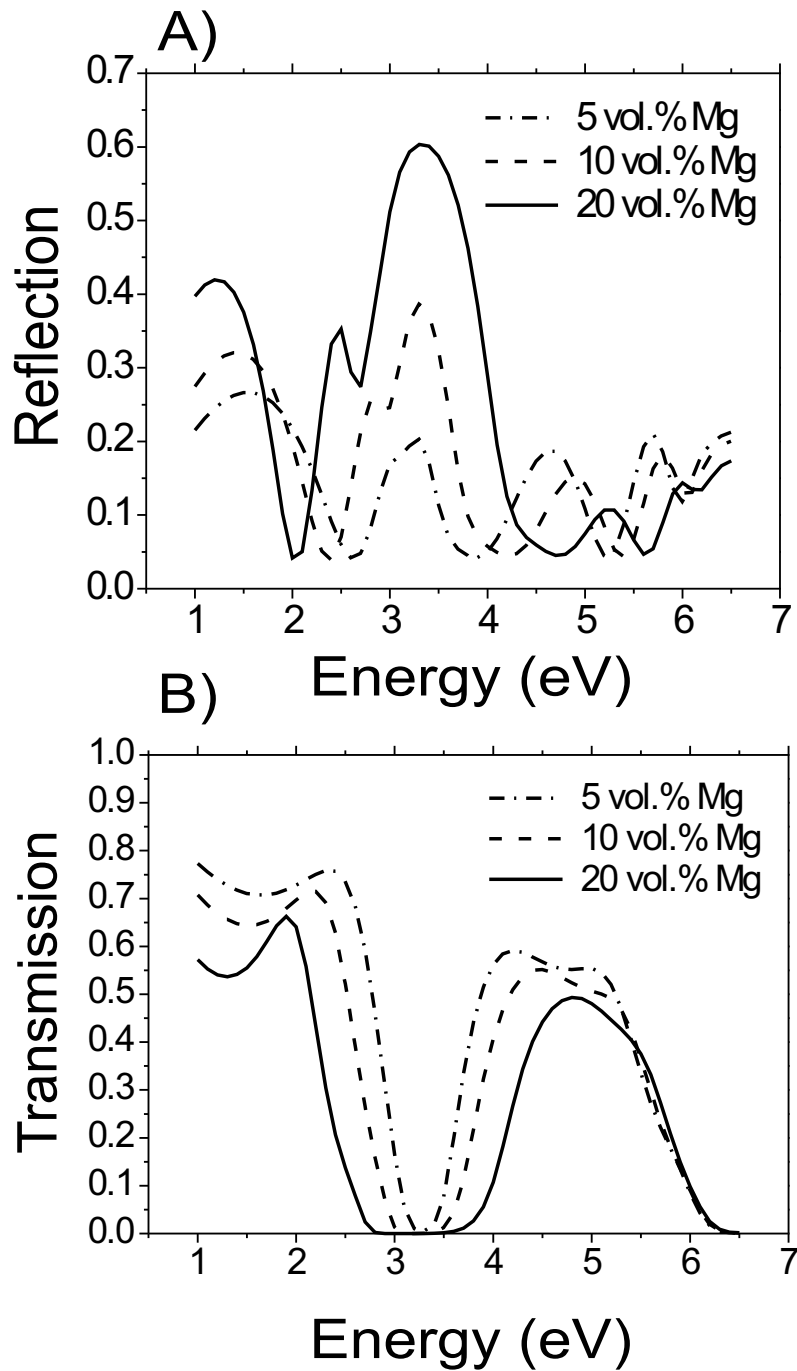 A)
0.7
0.6
0.5
0.4
0.3
0.2
0.1
0.0
Reflection
5 vol.% Mg
10 vol.% Mg
20 vol.% Mg
1 2 3 4 5 6 7
Energy (eV)
B)
1.0
0.9
0.8
0.7
0.6
0.5
0.4
0.3
0.2
0.1
0.0
Transmission
5 vol.% Mg
10 vol.% Mg
20 vol.% Mg
1 2 3 4 5 6 7
Energy (eV)